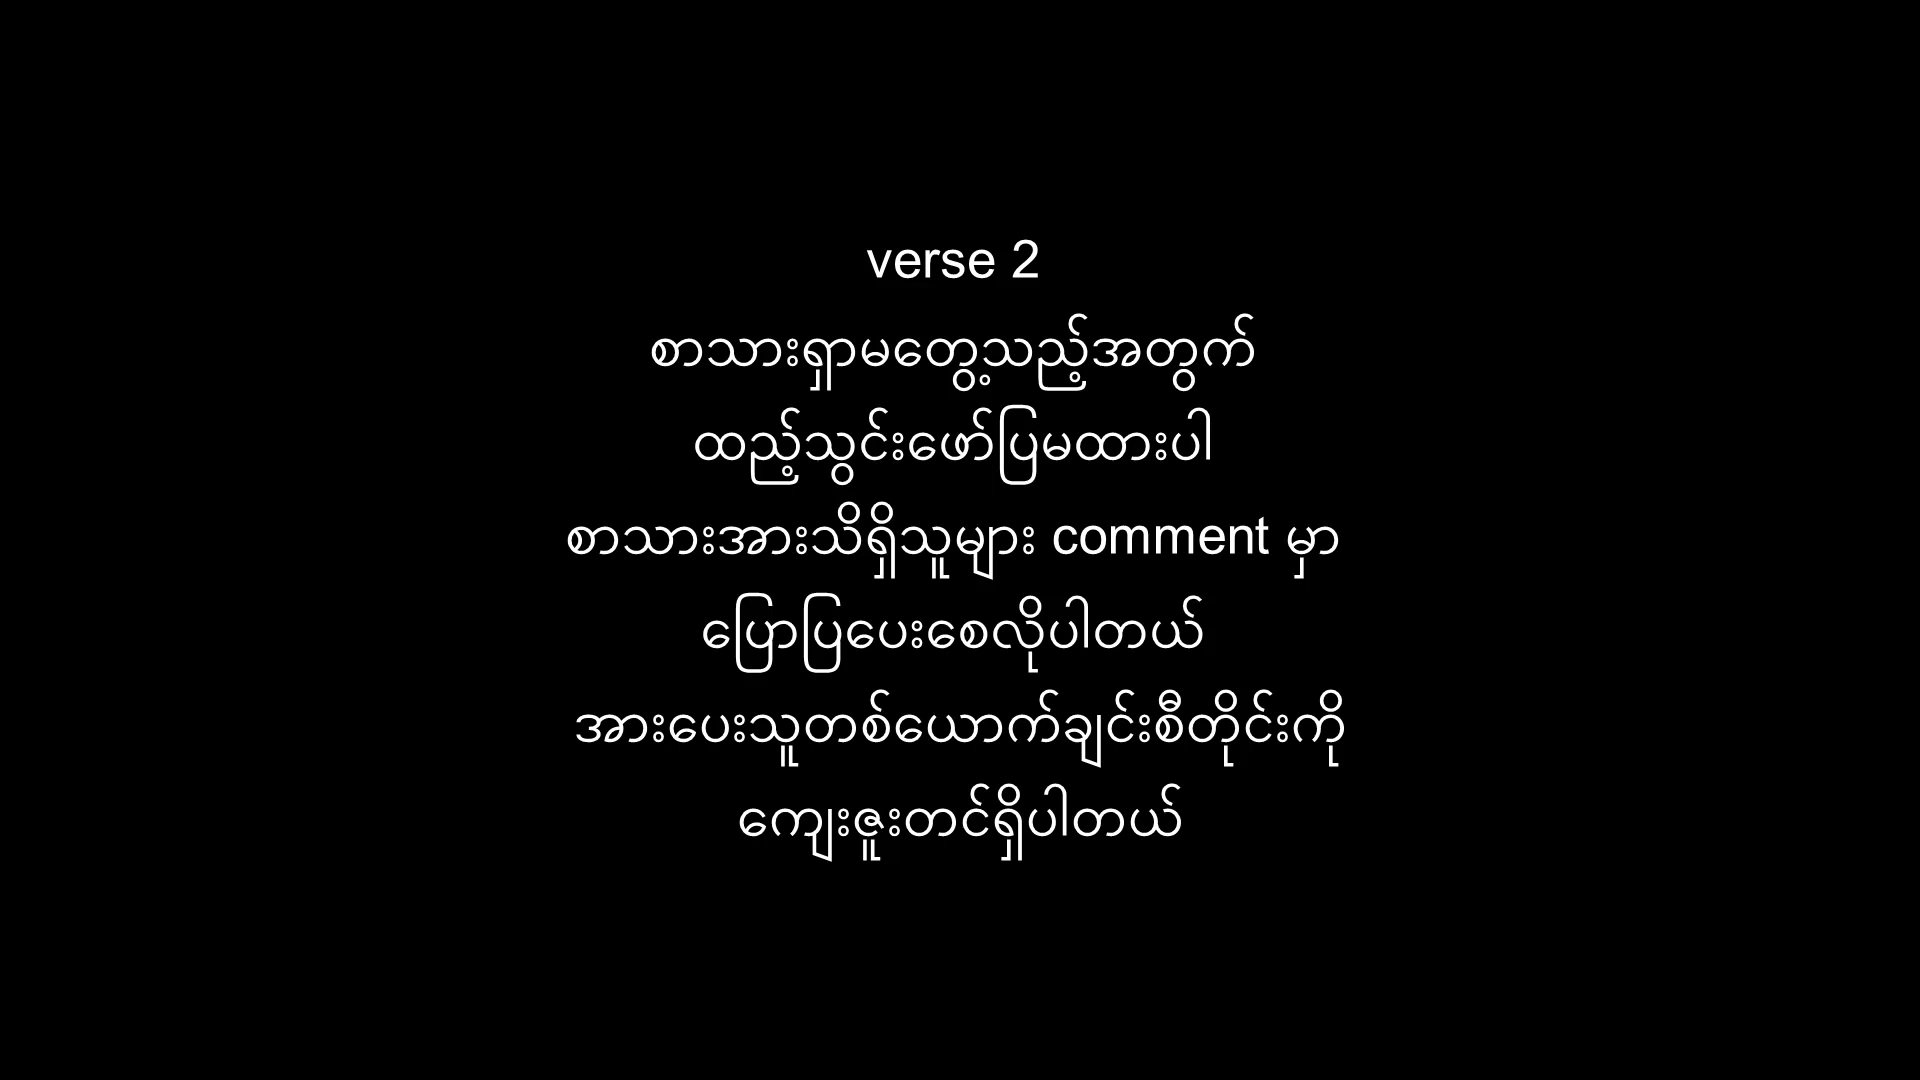 verse 2
စာသားရှာမတွေ့သည့်အတွက်
ထည့်သွင်းဖော်ပြမထားပါ
စာသားအားသိရှိသူများ comment မှာ
ပြောပြပေးစေလိုပါတယ်
အားပေးသူတစ်ယောက်ချင်းစီတိုင်းကို
ကျေးဇူးတင်ရှိပါတယ်